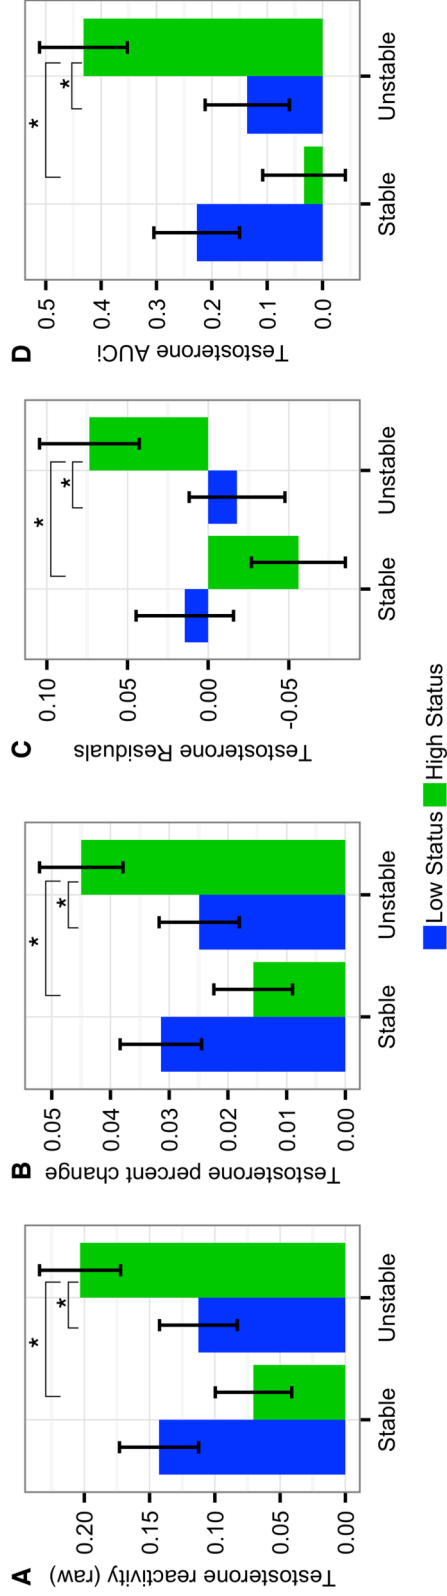 A
Testosterone reactivity (raw)
0.20
0.15
0.10
0.05
0.00
*
*
Stable
Unstable
B
Testosterone percent change
0.05
0.04
0.03
0.02
0.01
0.00
*
*
Stable
Unstable
C
Testosterone Residuals
0.10
0.05
0.00
-0.05
*
*
Stable
Unstable
D
Testosterone AUCi
0.5
0.4
0.3
0.2
0.1
0.0
*
*
Stable
Unstable
Low Status
High Status